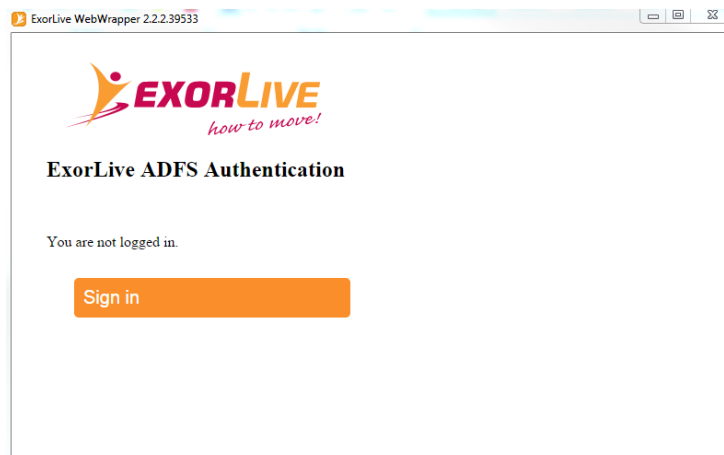 ExorLive WebWrapper 2.2.2.39533
EXORLIVE
how to move!
ExorLive ADFS Authentication
You are not logged in.
Sign in